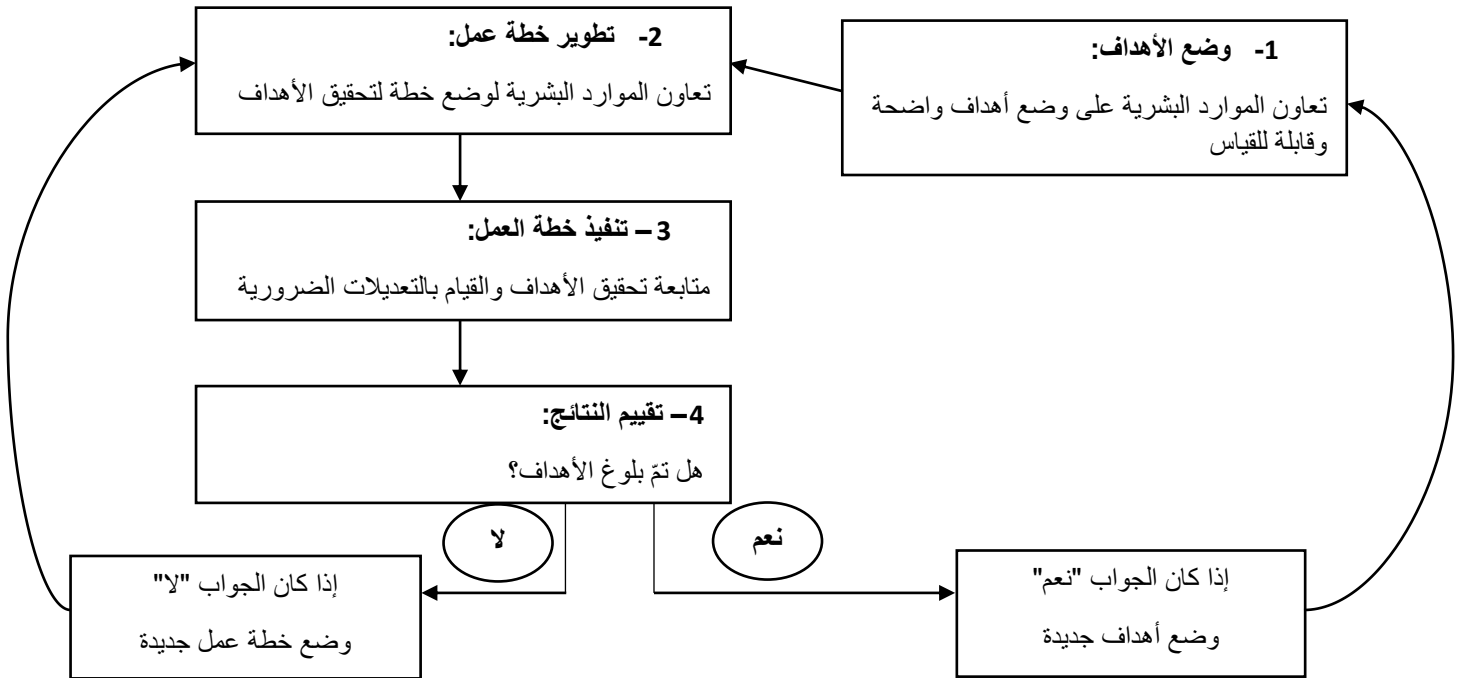 1- وضع الأهداف:
تعاون الموارد البشرية على وضع أهداف واضحة
وقابلة للقياس
2- تطوير خطة عمل:
تعاون الموارد البشرية لوضع خطة لتحقيق الأهداف
3 – تنفيذ خطة العمل:
متابعة تحقيق الأهداف والقيام بالتعديلات الضرورية
4– تقييم النتائج:
هل تمّ بلوغ الأهداف؟
نعم
لا
إذا كان الجواب "نعم"
وضع أهداف جديدة
إذا كان الجواب "لا"
وضع خطة عمل جديدة